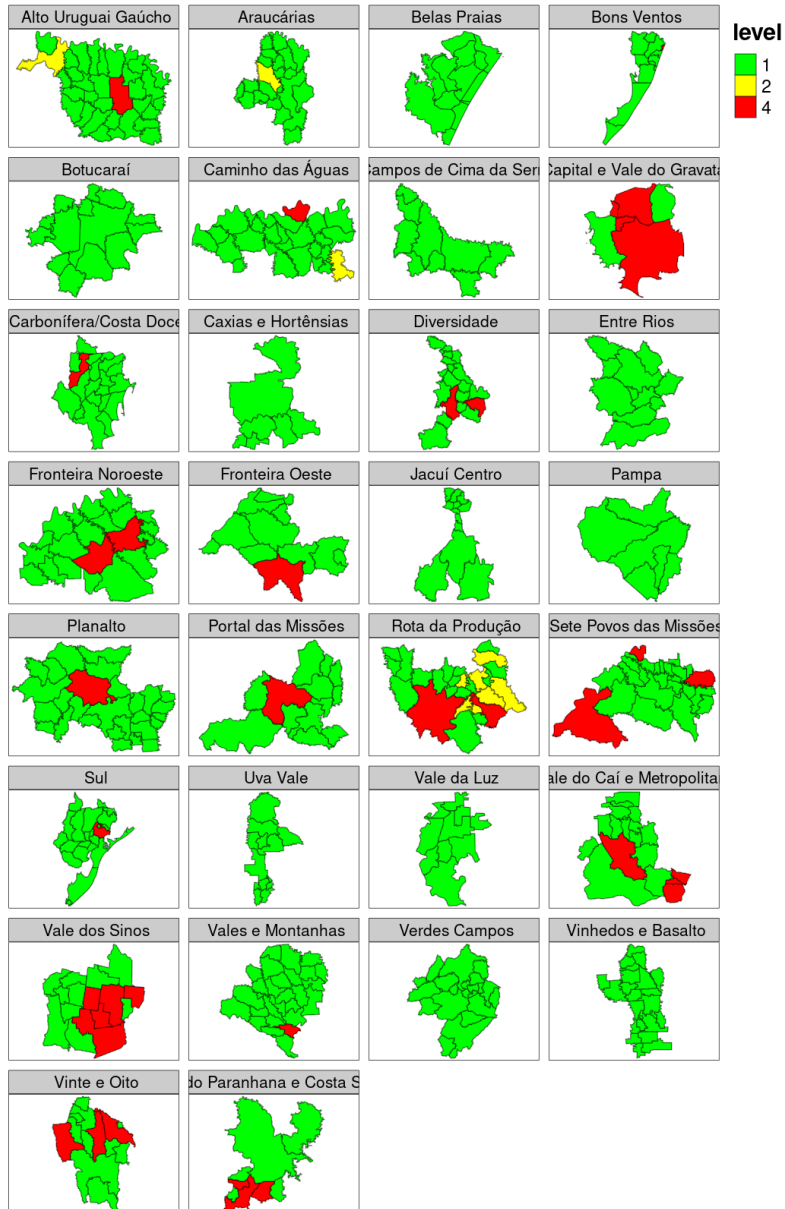 Alto Uruguai Gaúcho
Araucárias
Belas Praias
Bons Ventos
level
1
2
4
Botucaraí
Caminho das Águas
Campos de Cima da Serr
Capital e Vale do Gravata
Carbonífera/Costa Doce
Caxias e Hortênsias
Diversidade
Entre Rios
Fronteira Noroeste
Fronteira Oeste
Jacuí Centro
Pampa
Planalto
Portal das Missões
Rota da Produção
Sete Povos das Missões
Sul
Uva Vale
Vale da Luz
ale do Caí e Metropolita
Vale dos Sinos
Vales e Montanhas
Verdes Campos
Vinhedos e Basalto
Vinte e Oito
do Paranhana e Costa S